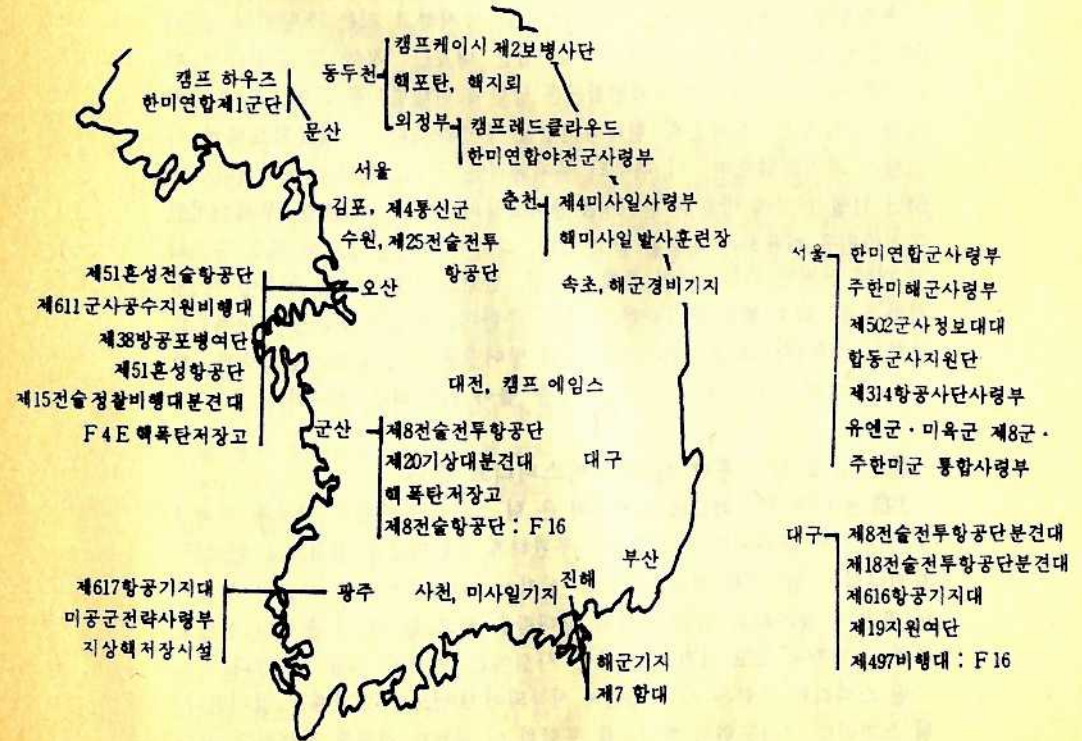 캠프 하우즈
한미연합제1군단
문산
동두천
캠프케이시 제2보병사단
핵포탄, 핵지뢰
외정부
캠프레드클라우드
한미연합야전군사령부
서울
김포, 제4통신군
수원, 제25전술전투
항공단
춘천
제4미사일사령부
핵미사일발사훈련장
속초, 해군경비기지
제51혼성전술항공단
제611군사공수지원비행대
제38방공포병여단
제51혼성항공단
제15전술정찰비행대분견대
F4E 핵폭탄저장고
오산
대전, 캠프 에임스
군산
제8전술전투항공단
제20기상대분견대
핵폭탄저장고
제8전술항공단 : F16
대구
제617항공기지대
미공군전략사령부
지상핵저장시설
광주
사천, 미사일기지
진해
부산
해군기지
제7함대
서울
한미연합군사령부
주한미해군사령부
제502군사정보대대
합동군사지원단
제314항공사단사령부
유엔군·미육군 제8군·
주한미군 통합사령부
대구
제8전술전투항공단분견대
제18전술전투항공단분견대
제616항공기지대
제19지원여단
제497비행대 : F16